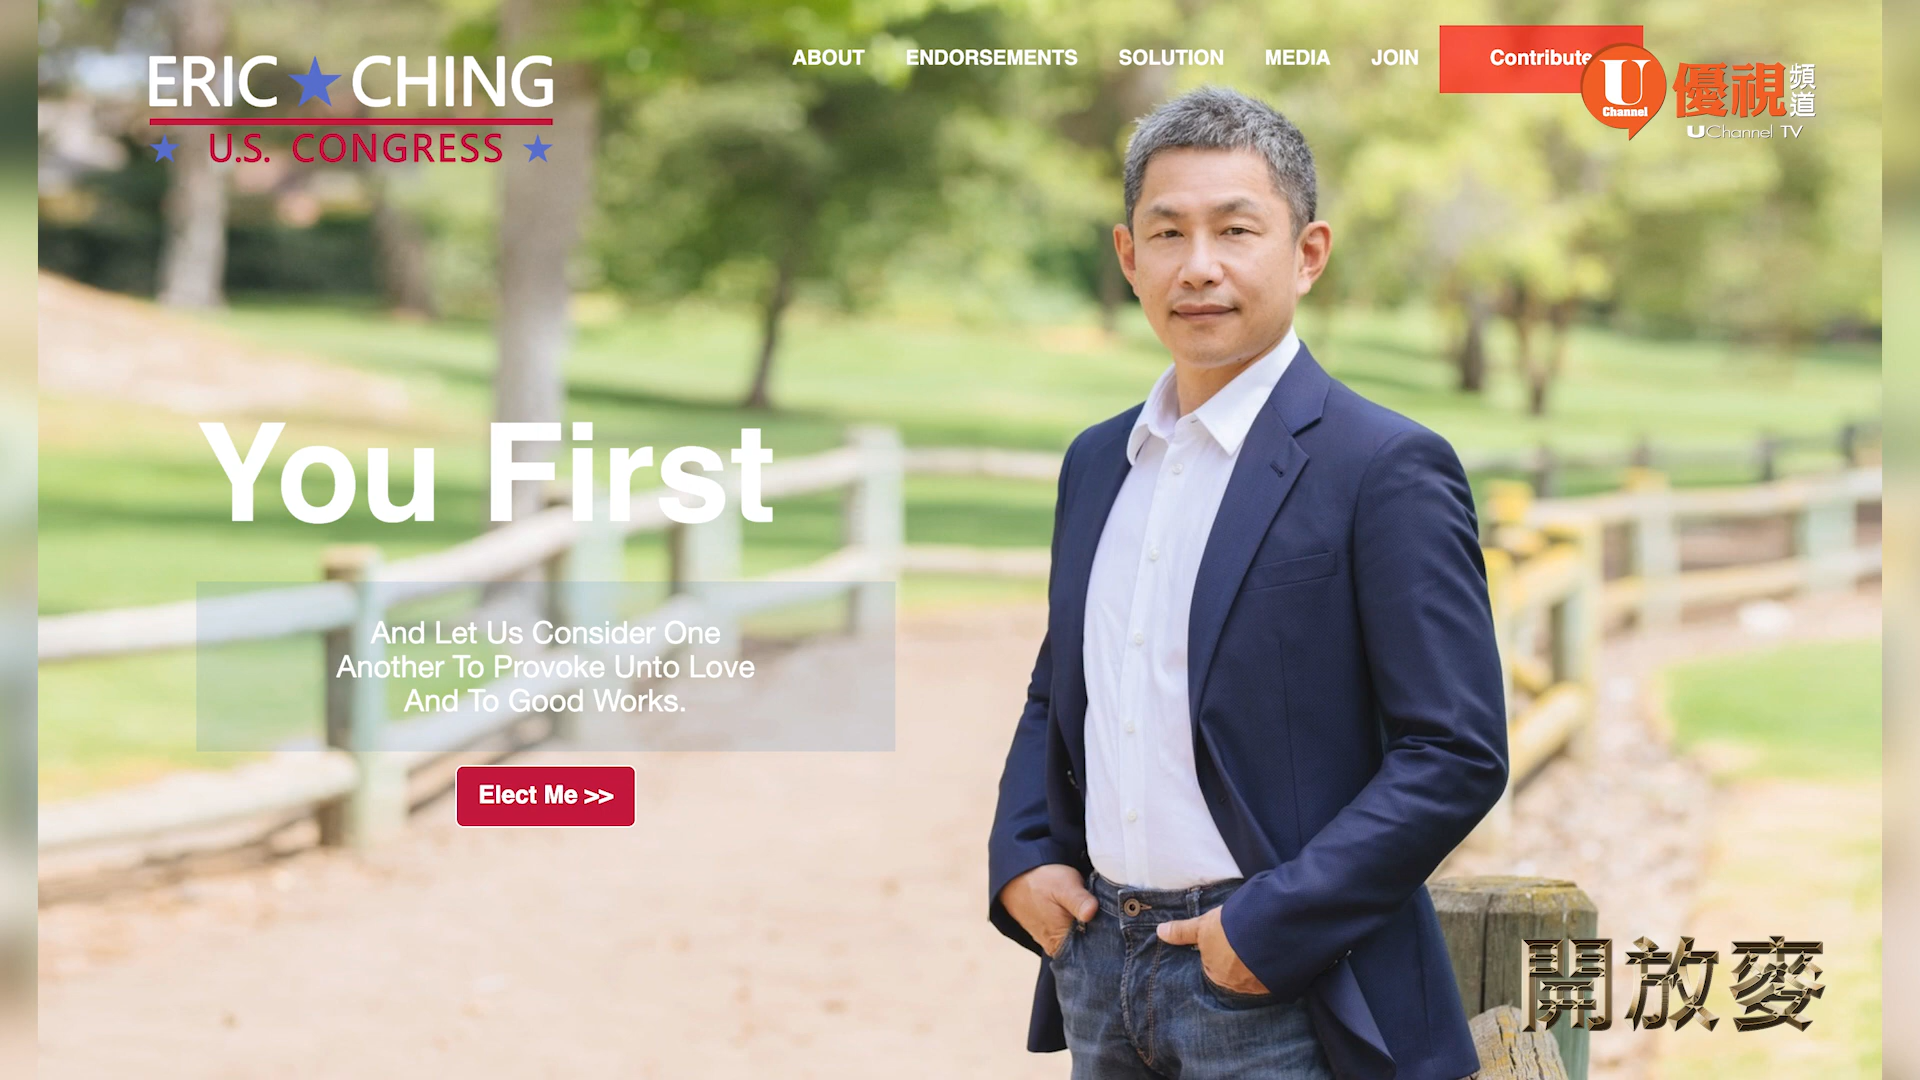 ERIC CHING
U.S. CONGRESS
ABOUT ENDORSEMENTS SOLUTION MEDIA JOIN Contribute
U Channel
優視頻道
UChannel TV
You First
And Let Us Consider One
Another To Provoke Unto Love
And To Good Works.
Elect Me >>
開放麥